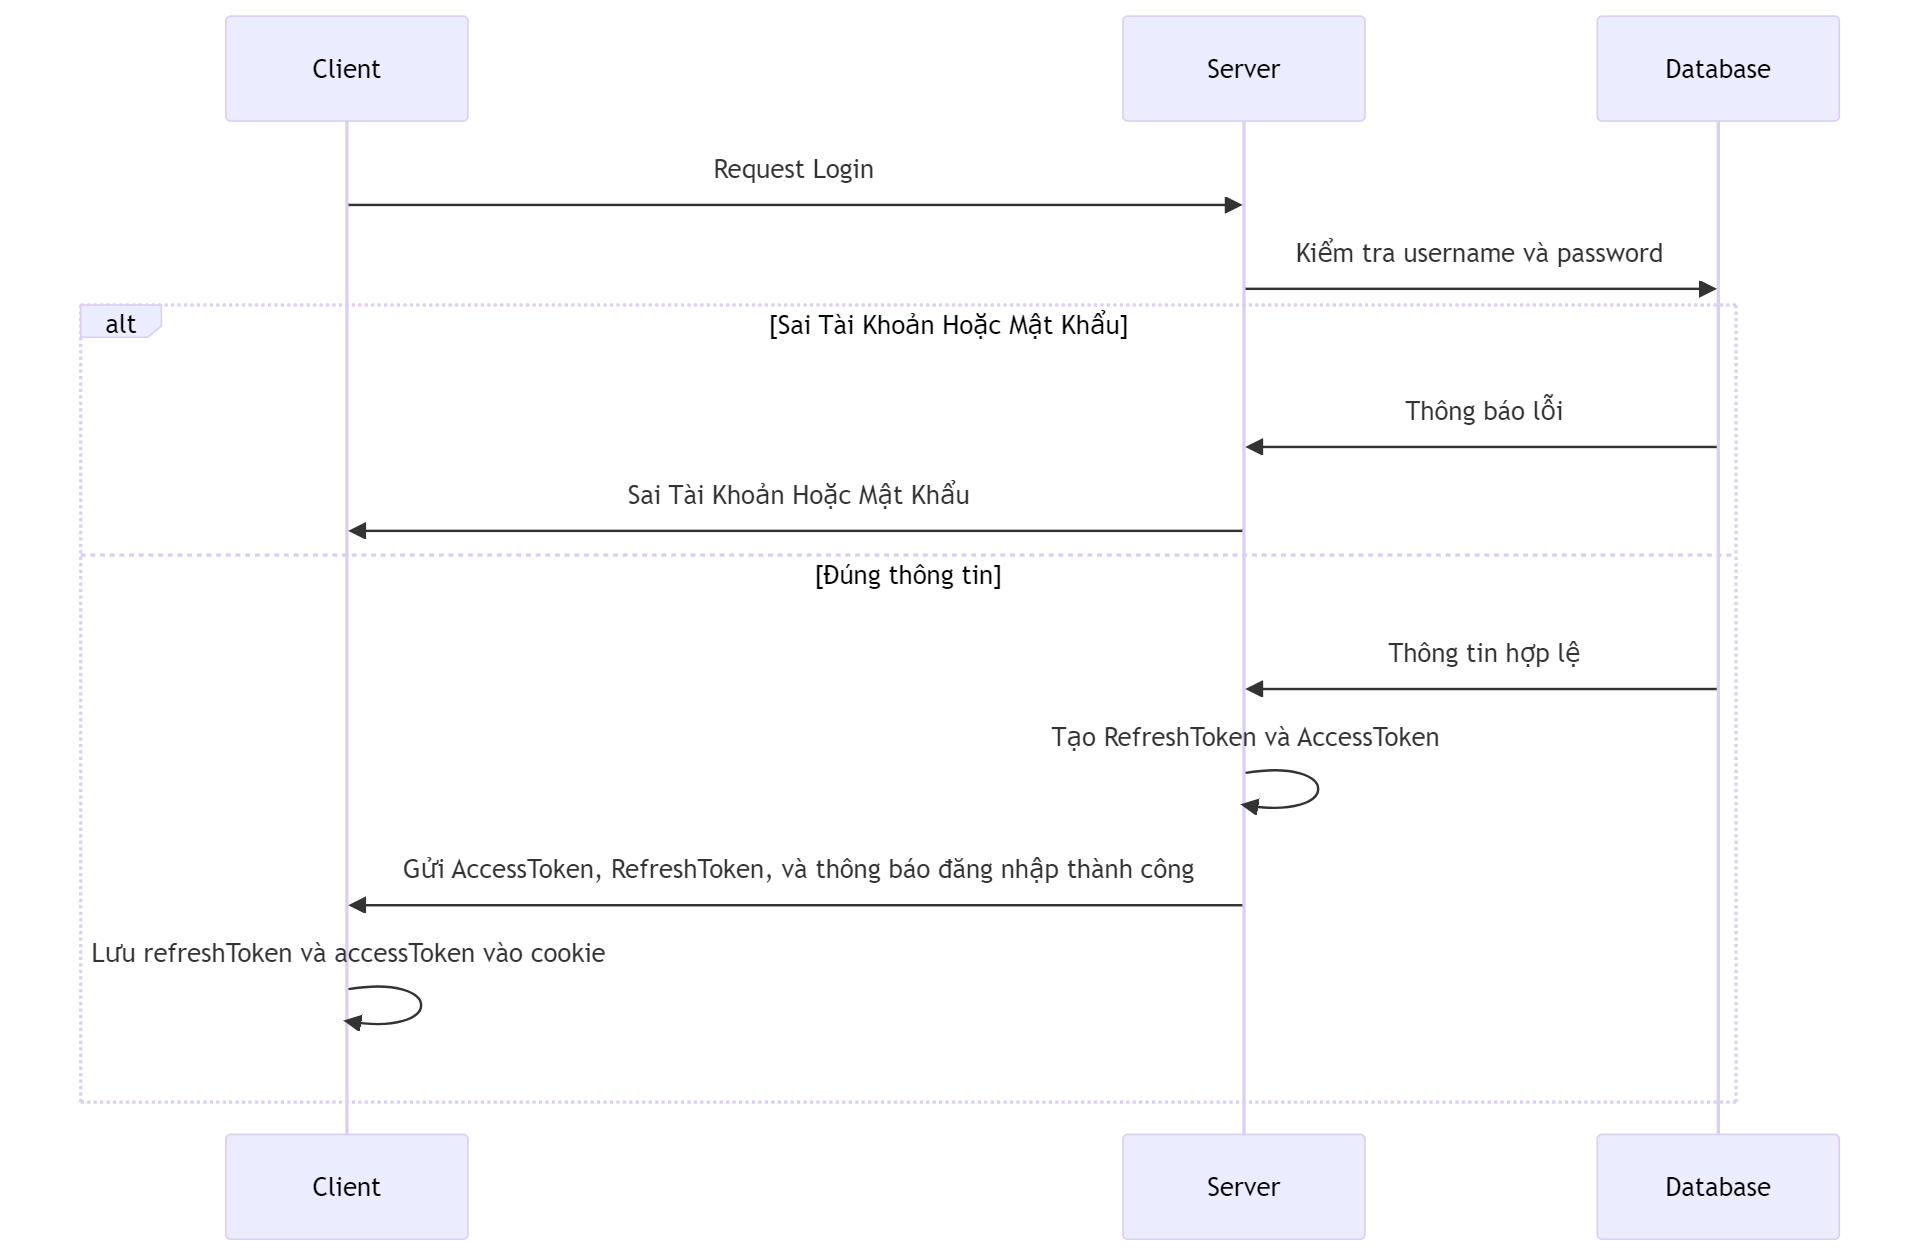 Client
Server
Database
Request Login
Kiểm tra username và password
alt
[Sai Tài Khoản Hoặc Mật Khẩu]
Thông báo lỗi
Sai Tài Khoản Hoặc Mật Khẩu
[Đúng thông tin]
Thông tin hợp lệ
Tạo RefreshToken và AccessToken
Gửi AccessToken, RefreshToken, và thông báo đăng nhập thành công
Lưu refreshToken và accessToken vào cookie
Client
Server
Database